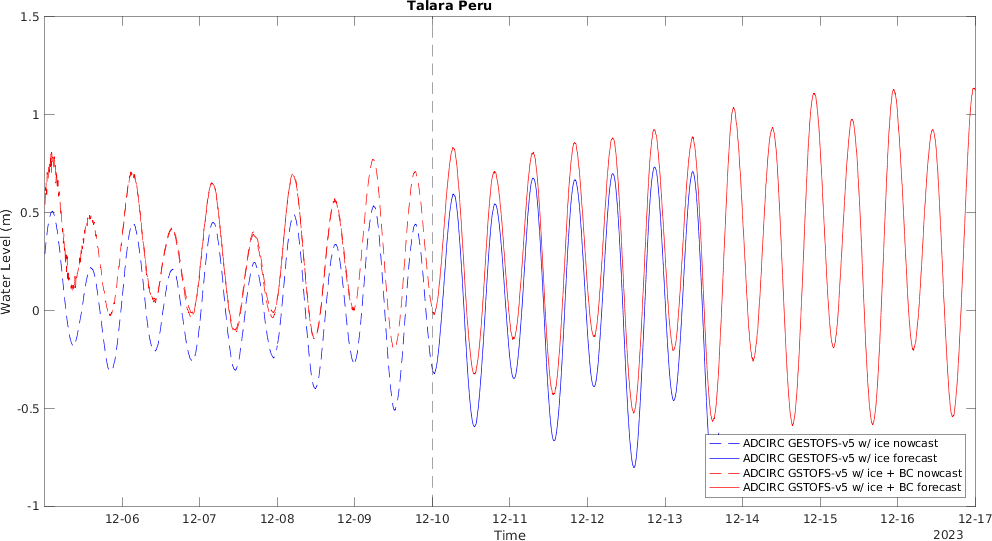 Talara Peru
1.5
1
0.5
0
-0.5
-1
Water Level (m)
ADCIRC GESTOFS-v5 w/ ice nowcast
ADCIRC GESTOFS-v5 w/ ice forecast
ADCIRC GSTOFS-v5 w/ ice + BC nowcast
ADCIRC GSTOFS-v5 w/ ice + BC forecast
12-06 12-07 12-08 12-09 12-10 12-11 12-12 12-13 12-14 12-15 12-16 12-17
Time
2023